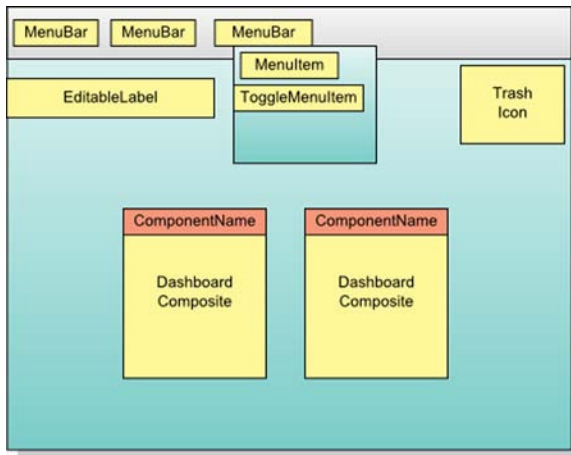 MenuBar MenuBar MenuBar
MenuItem
ToggleMenuItem
EditableLabel
Trash
Icon
ComponentName
Dashboard
Composite
ComponentName
Dashboard
Composite